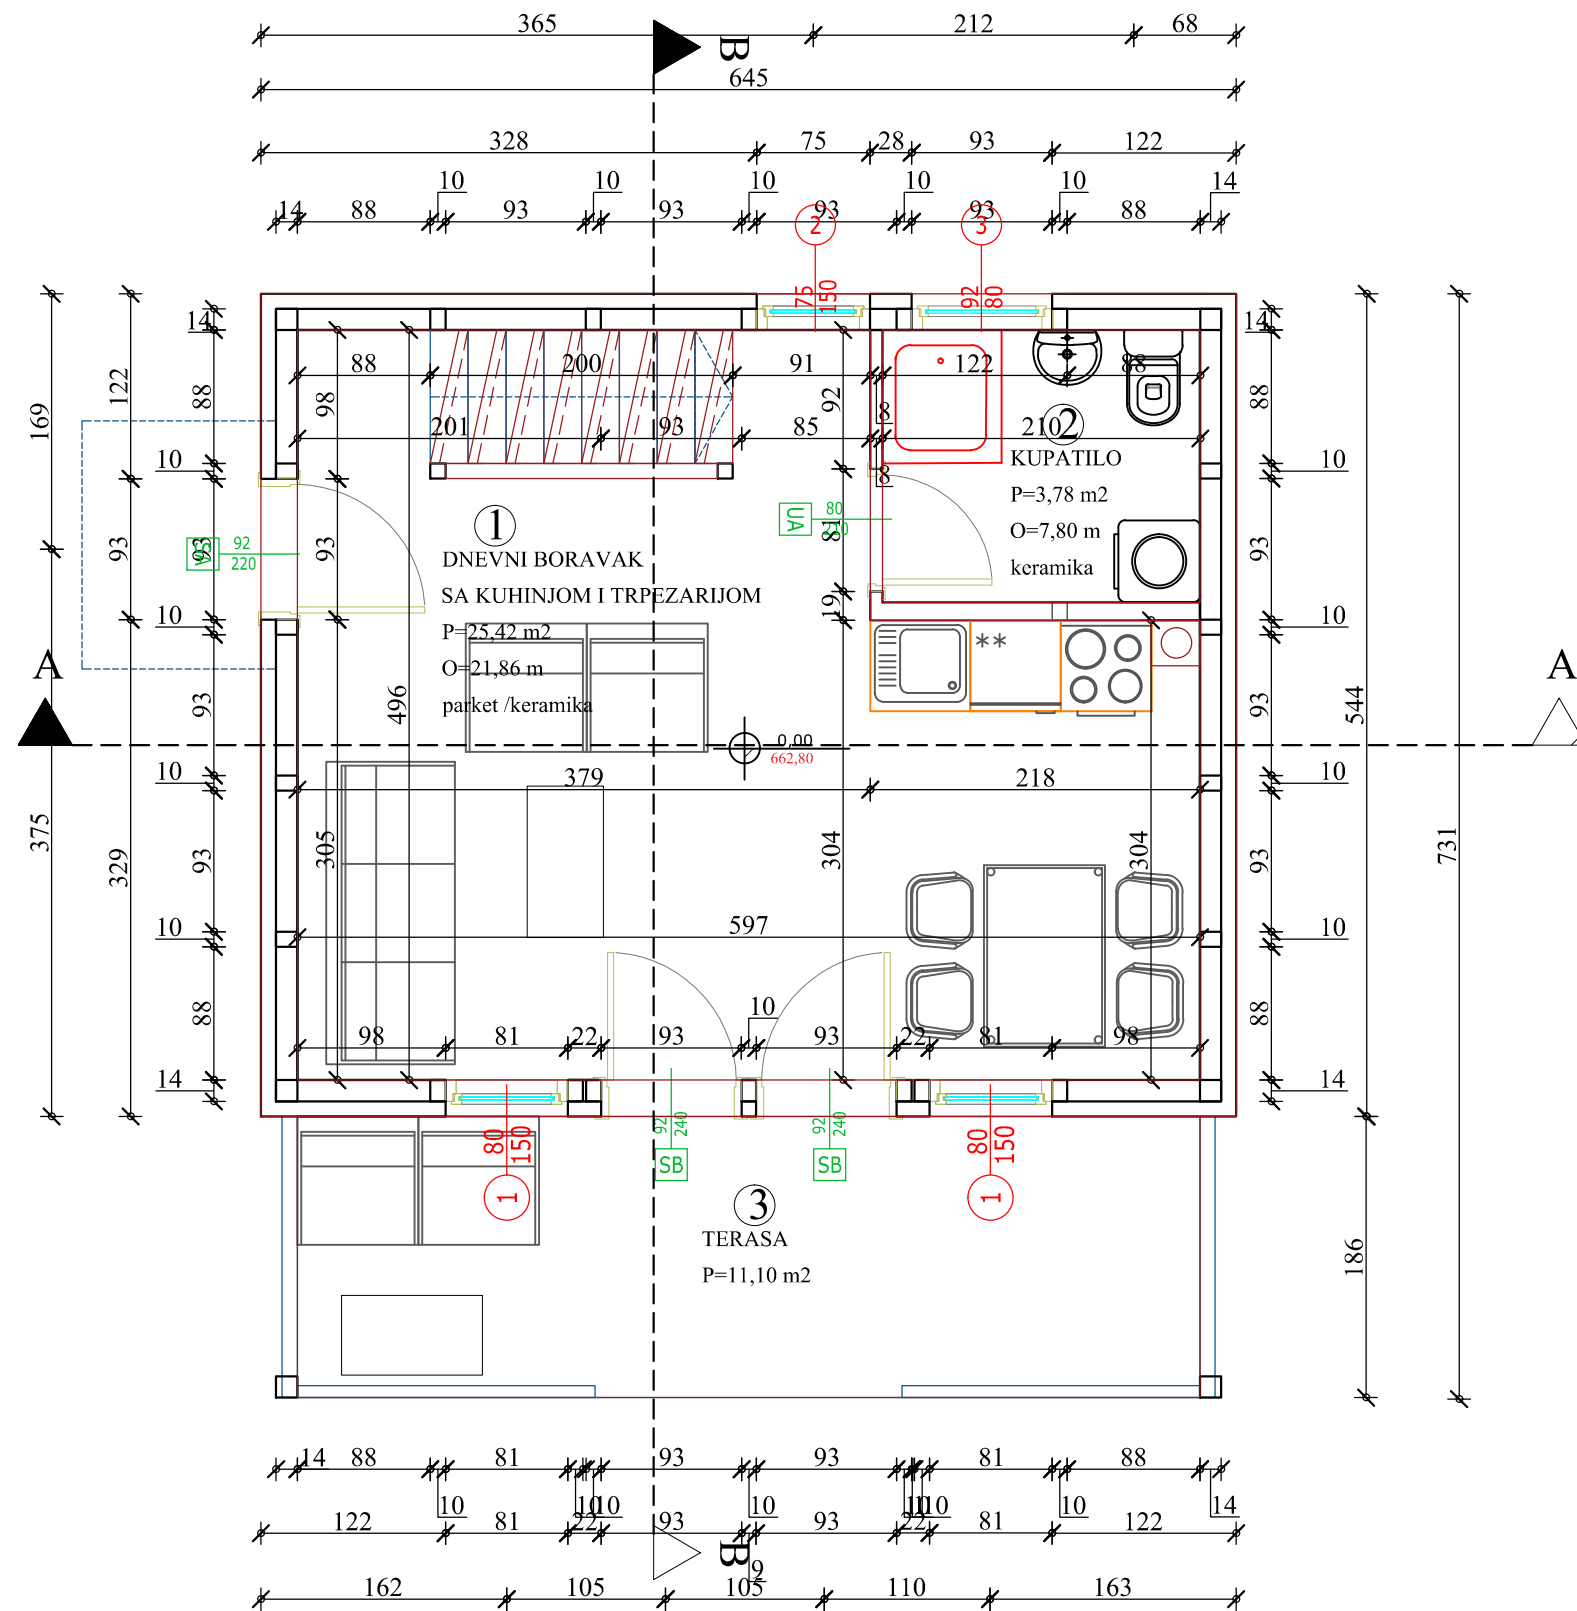 365 212 68
B
645
328 75 28 93 122
10 10 10 10 10 14
14 88 93 93 93 93 88
2 3
75 150 92 80
14 14
88 200 91 122 88
169 122 88 98 92 88
8
201 93 85 210
2
KUPATILO
10 8 10
P=3,78 m2
1
80
UA 210
O=7,80 m
SA 92 220
93 93 93 81 93
DNEVNI BORAVAK
keramika
SA KUHINJOM I TRPEZARIJOM
10 19 10
P=25,42 m2
**
A O=21,86 m A
93 496 parket /keramika 93 544
0,00
662,80
10 379 218 10
375 329 93 305 304 304 93 731
10 597 10
88 10 88
98 81 22 93 93 22 81 98
14 14
80 150 92 240 92 240 80 150
SB SB
1 1
3
TERASA
186
P=11,10 m2
14 88 81 93 93 81 88
10 10 10 10 10 10 10 14
122 81 22 93 93 22 81 122
B
9
162 105 105 110 163